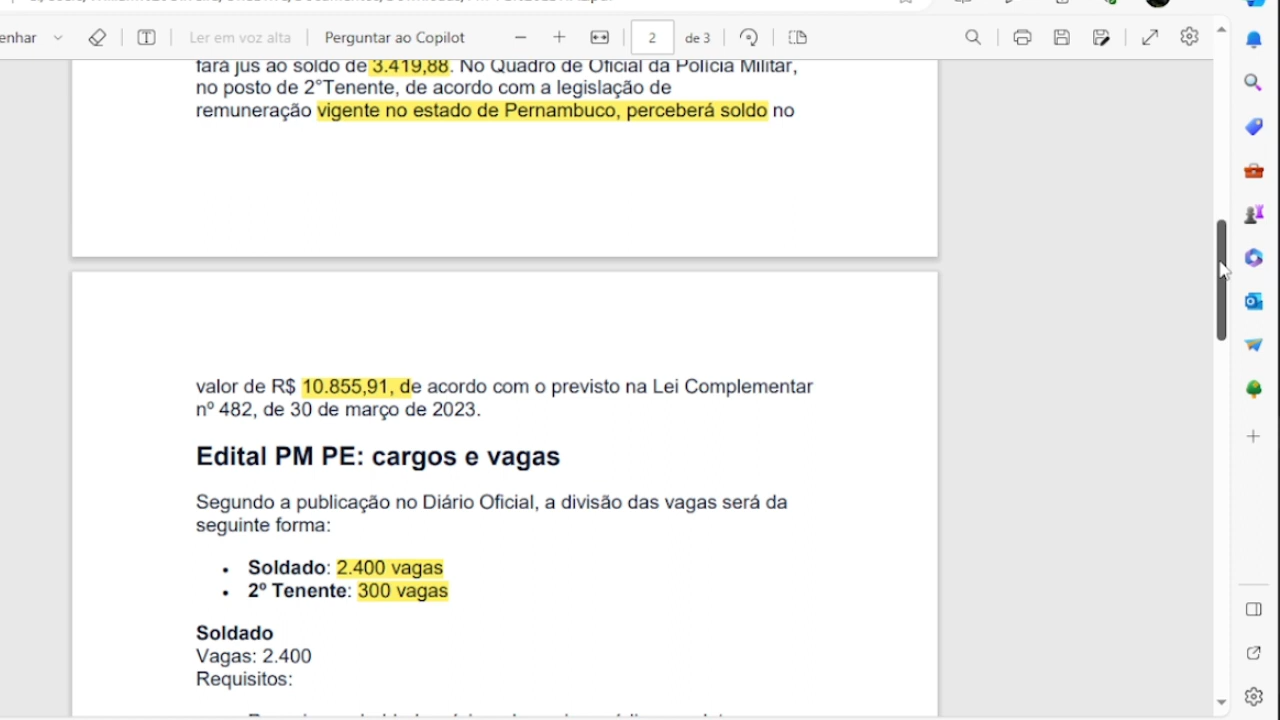 enhar
Ler em voz alta
Perguntar ao Copilot
2
de 3
fará jus ao soldo de 3.419,88. No Quadro de Oficial da Polícia Militar,
no posto de 2°Tenente, de acordo com a legislação de
remuneração vigente no estado de Pernambuco, perceberá soldo no
valor de R$ 10.855,91, de acordo com o previsto na Lei Complementar
nº 482, de 30 de março de 2023.
Edital PM PE: cargos e vagas
Segundo a publicação no Diário Oficial, a divisão das vagas será da
seguinte forma:
• Soldado: 2.400 vagas
• 2º Tenente: 300 vagas
Soldado
Vagas: 2.400
Requisitos: